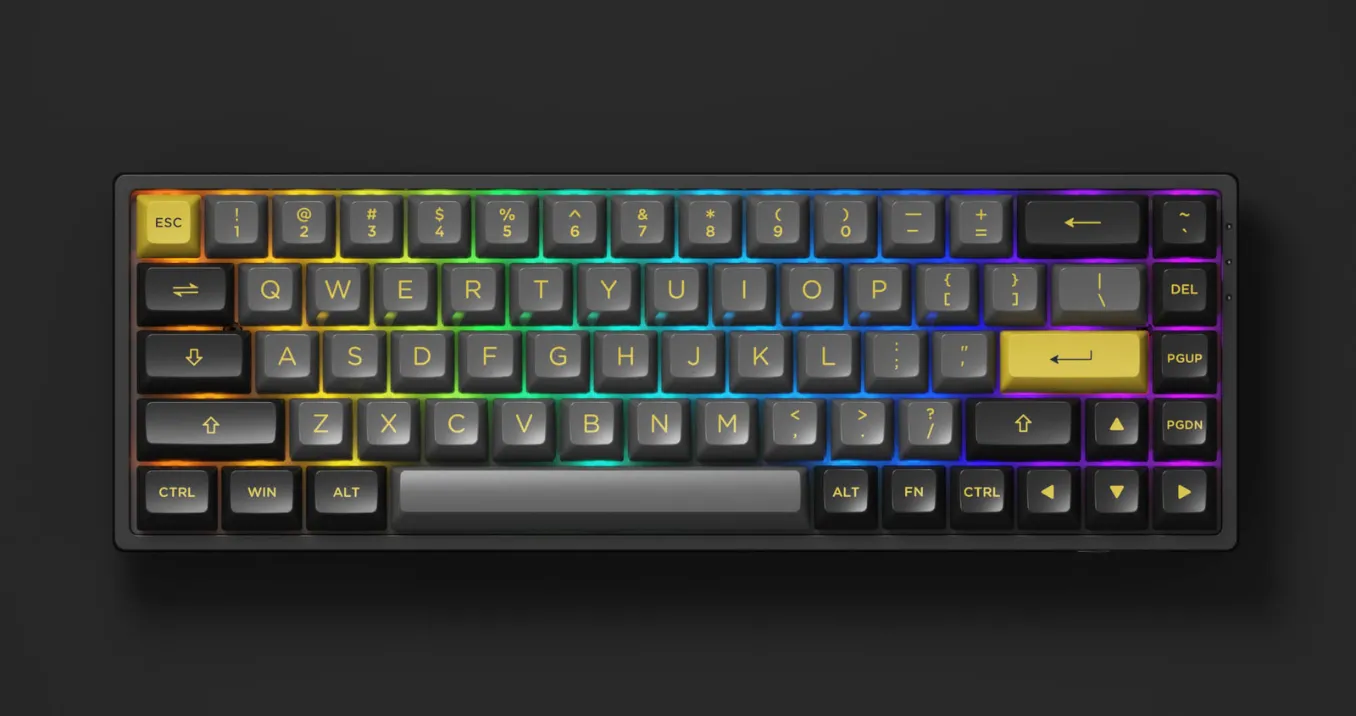 ESC ! 1 @ 2 # 3 $ 4 % 5 ^ 6 & 7 * 8 ( 9 ) 0 — – + = ← ~ `
⇌ Q W E R T Y U I O P { [ } ] | \ DEL
⇩ A S D F G H J K L : ; " ' ↵ PGUP
⇧ Z X C V B N M < , > . ? / ⇧ ▲ PGDN
CTRL WIN ALT ALT FN CTRL ◀ ▼ ▶